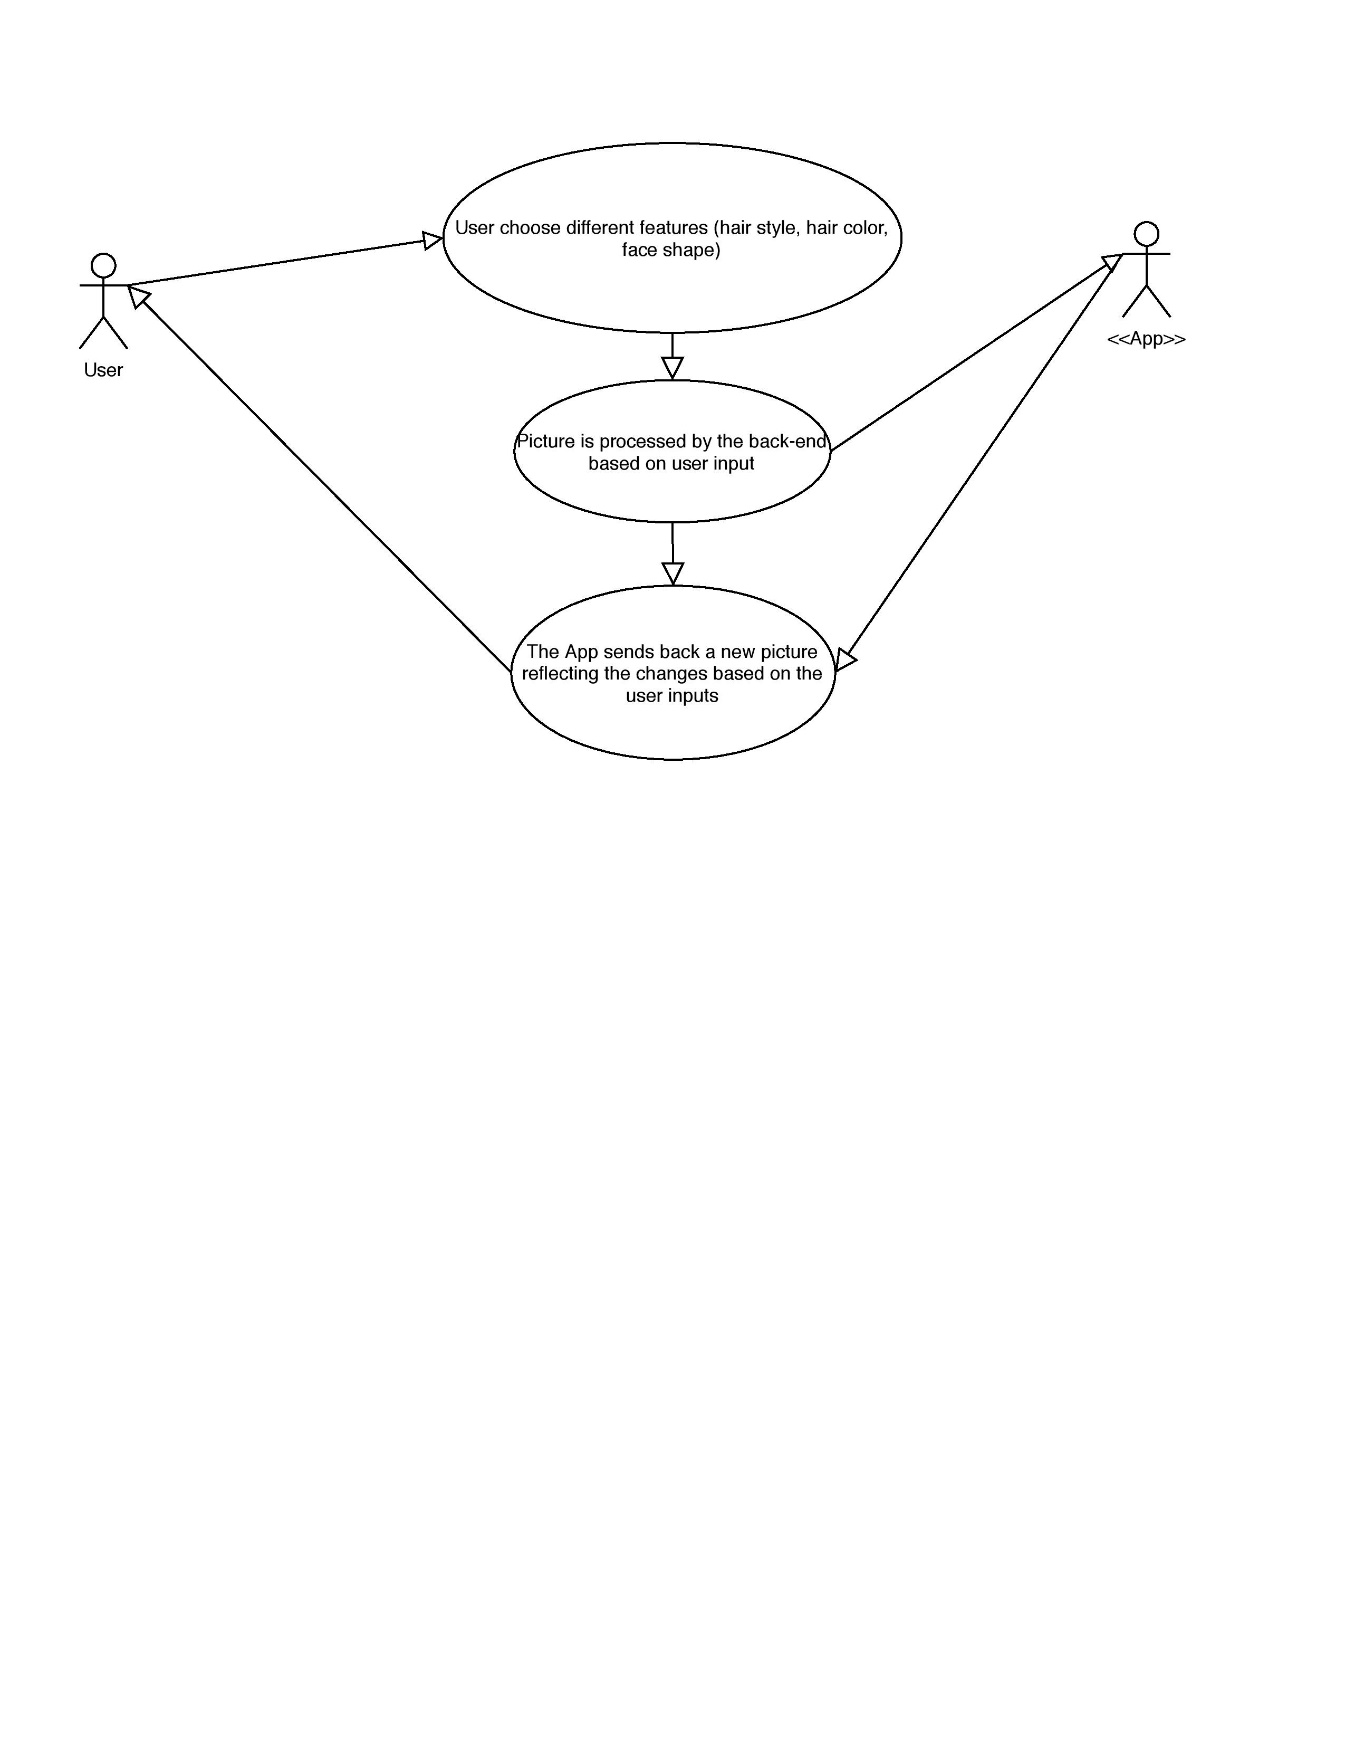 User choose different features (hair style, hair color,
face shape)
User
<<App>>
Picture is processed by the back-end
based on user input
The App sends back a new picture
reflecting the changes based on the
user inputs